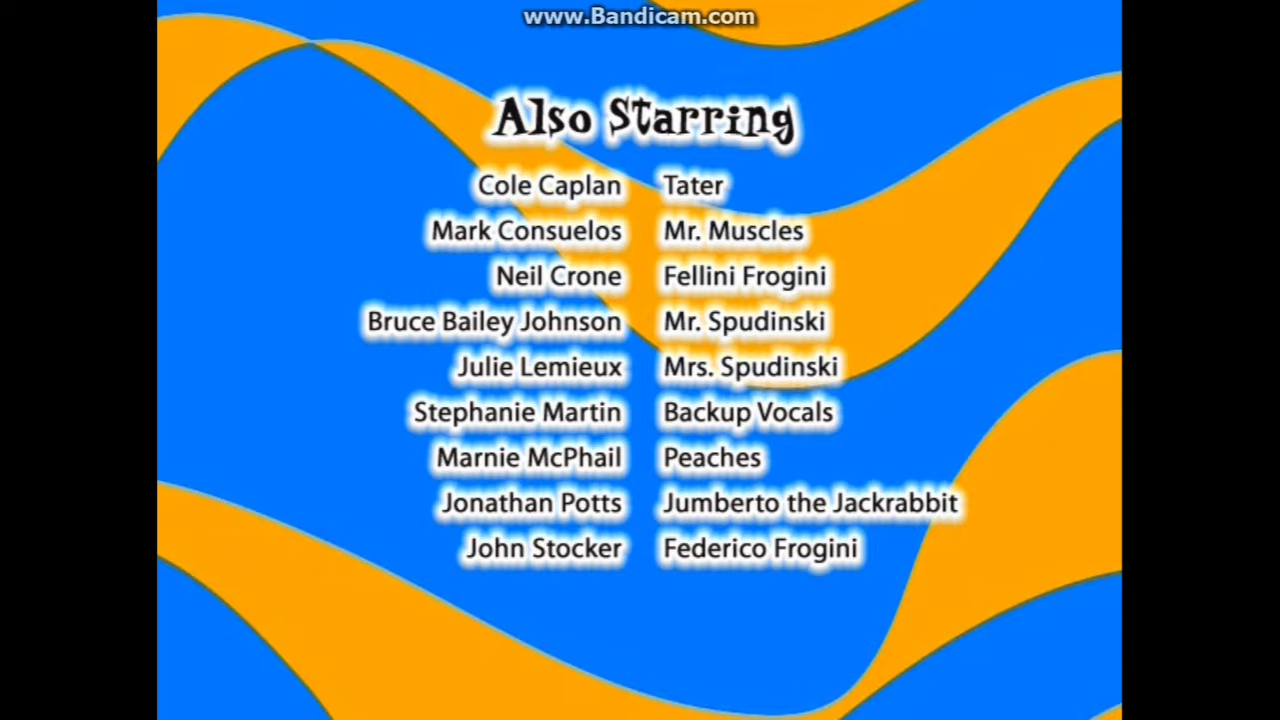 www.Bandicam.com
Also Starring
Cole Caplan Tater
Mark Consuelos Mr. Muscles
Neil Crone Fellini Frogini
Bruce Bailey Johnson Mr. Spudinski
Julie Lemieux Mrs. Spudinski
Stephanie Martin Backup Vocals
Marnie McPhail Peaches
Jonathan Potts Jumberto the Jackrabbit
John Stocker Federico Frogini